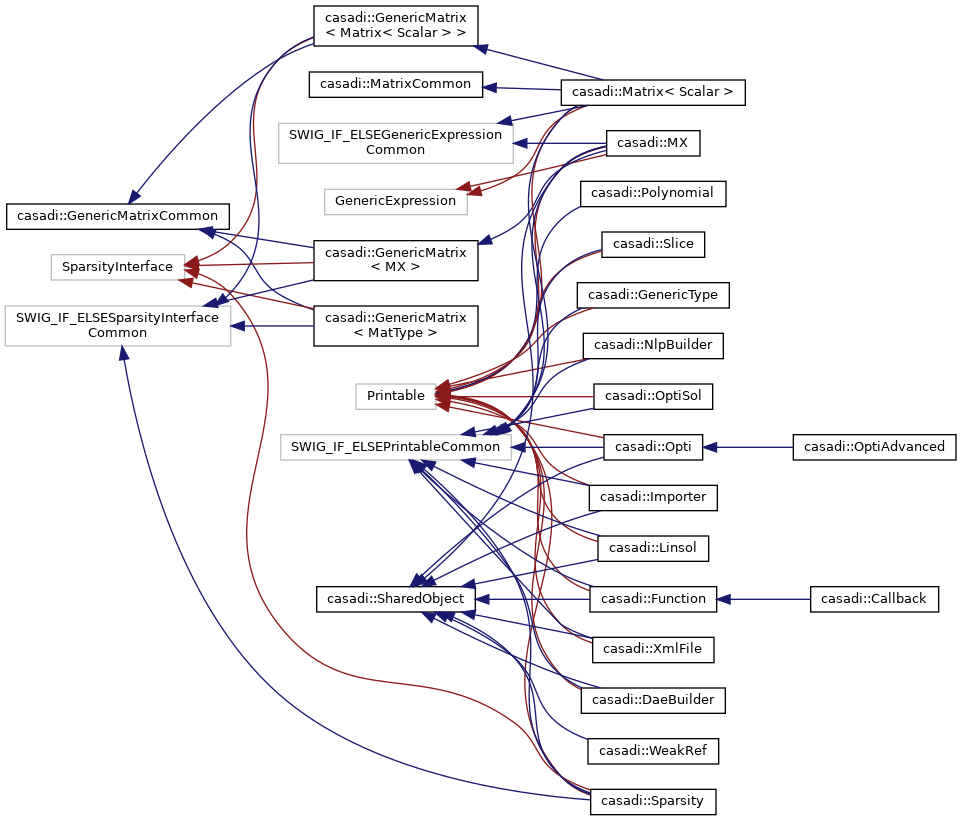 casadi::GenericMatrix
< Matrix< Scalar > >
casadi::MatrixCommon
casadi::Matrix< Scalar >
SWIG_IF_ELSEGenericExpression
Common
casadi::MX
GenericExpression
casadi::Polynomial
casadi::GenericMatrixCommon
casadi::Slice
casadi::GenericMatrix
< MX >
SparsityInterface
casadi::GenericType
SWIG_IF_ELSESparsityInterface
Common
casadi::GenericMatrix
< MatType >
casadi::NlpBuilder
Printable
casadi::OptiSol
SWIG_IF_ELSEPrintableCommon
casadi::Opti
casadi::OptiAdvanced
casadi::Importer
casadi::Linsol
casadi::SharedObject
casadi::Function
casadi::Callback
casadi::XmlFile
casadi::DaeBuilder
casadi::WeakRef
casadi::Sparsity